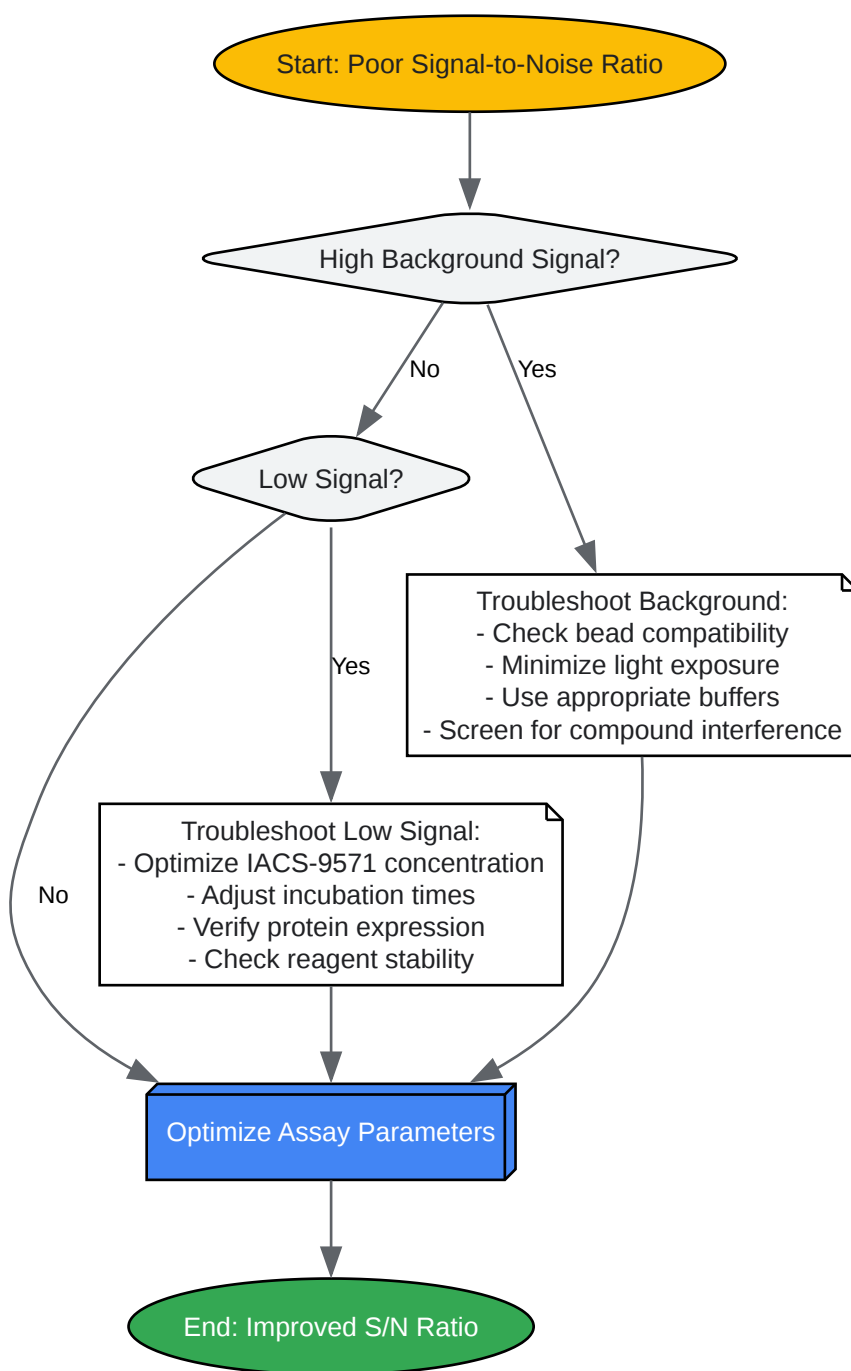 Start: Poor Signal-to-Noise Ratio
High Background Signal?
No
Yes
Low Signal?
Troubleshoot Background:
- Check bead compatibility
- Minimize light exposure
- Use appropriate buffers
- Screen for compound interference
Yes
Troubleshoot Low Signal:
- Optimize IACS-9571 concentration
- Adjust incubation times
- Verify protein expression
- Check reagent stability
No
Optimize Assay Parameters
End: Improved S/N Ratio